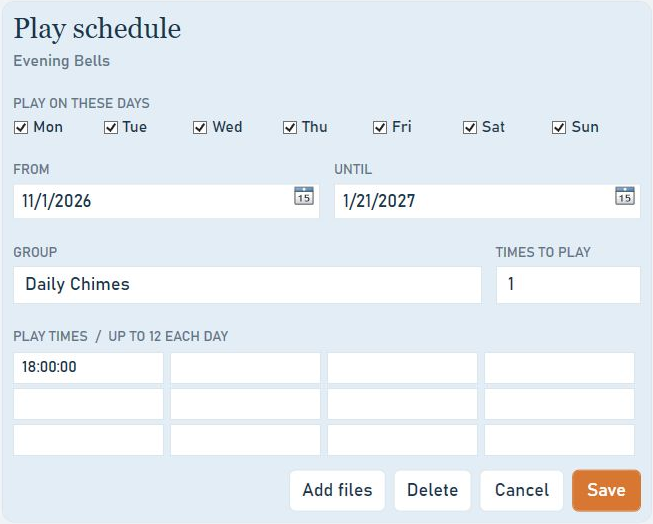 Play schedule
Evening Bells
PLAY ON THESE DAYS
Mon Tue Wed Thu Fri Sat Sun
FROM UNTIL
11/1/2026 15 1/21/2027 15
GROUP TIMES TO PLAY
Daily Chimes 1
PLAY TIMES / UP TO 12 EACH DAY
18:00:00
Add files Delete Cancel Save